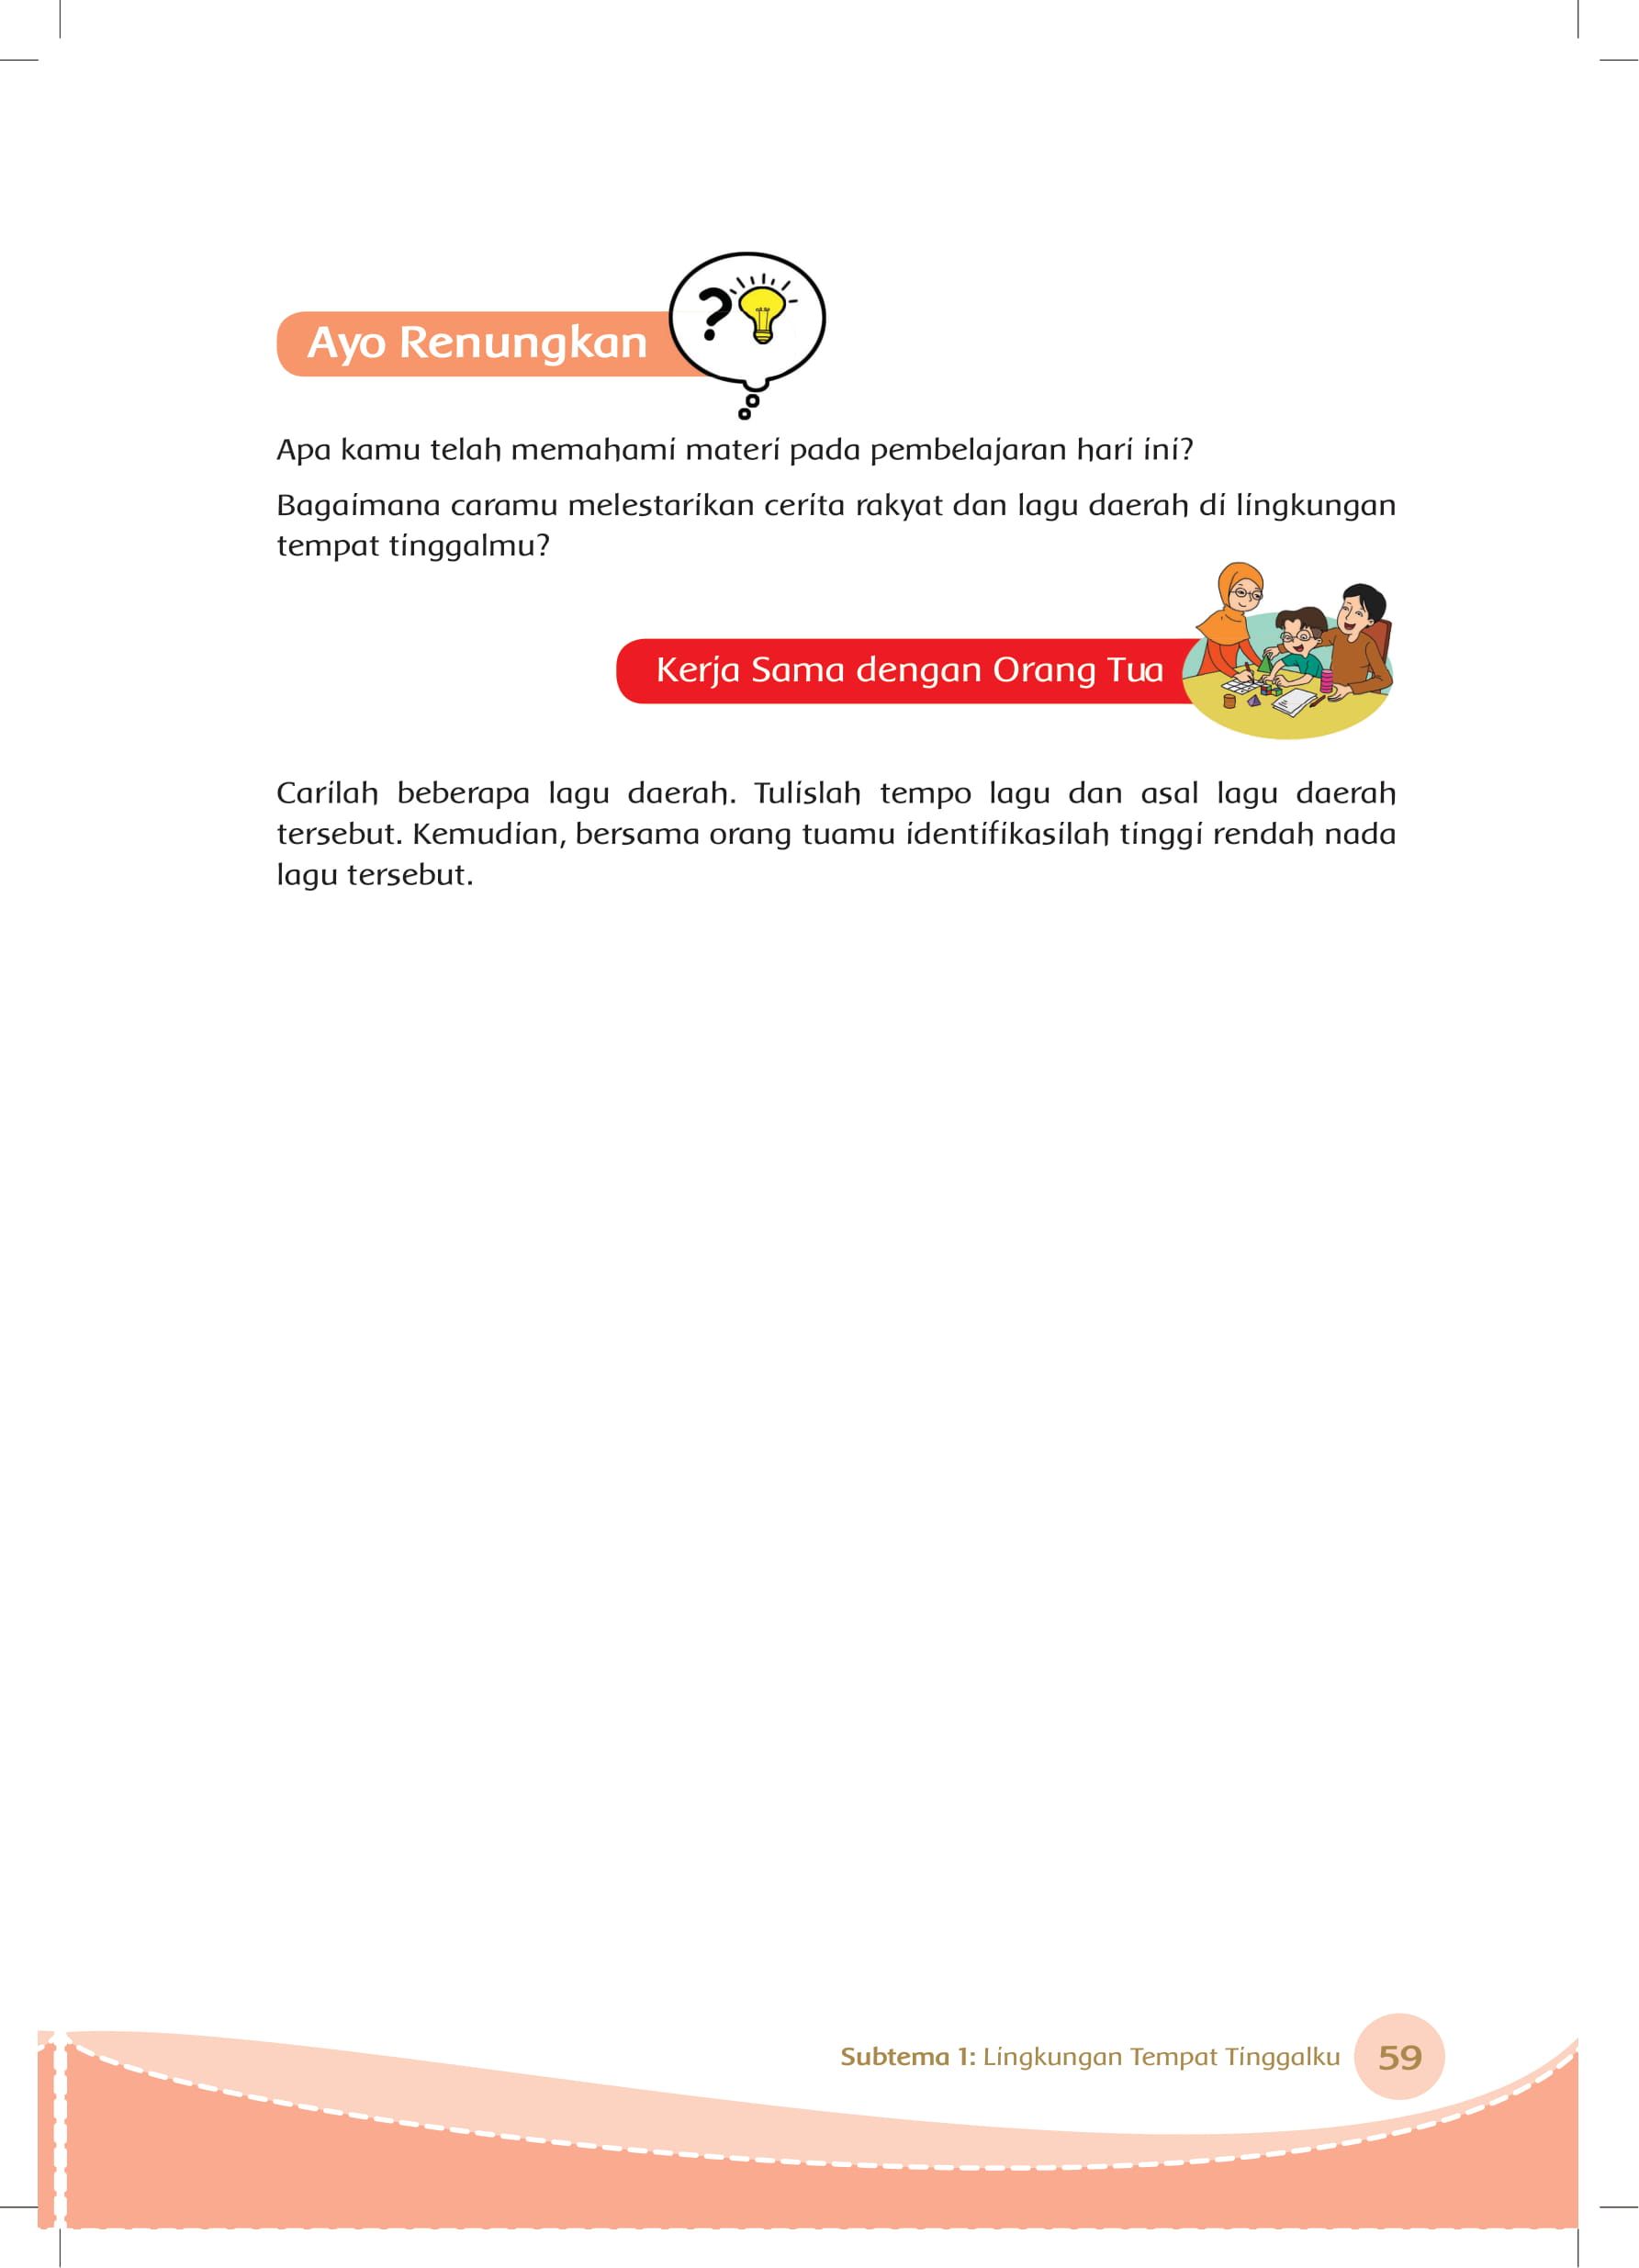 Ayo Renungkan
?
Apa kamu telah memahami materi pada pembelajaran hari ini?
Bagaimana caramu melestarikan cerita rakyat dan lagu daerah di lingkungan
tempat tinggalmu?
Kerja Sama dengan Orang Tua
Carilah beberapa lagu daerah. Tulislah tempo lagu dan asal lagu daerah
tersebut. Kemudian, bersama orang tuamu identifikasilah tinggi rendah nada
lagu tersebut.
Subtema 1: Lingkungan Tempat Tinggalku 59